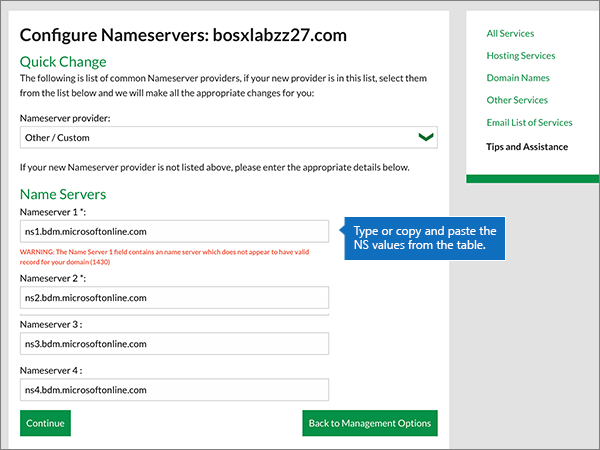 Configure Nameservers: bosxlabzz27.com
Quick Change
The following is list of common Nameserver providers, if your new provider is in this list, select them
from the list below and we will make all the appropriate changes for you:
Nameserver provider:
Other / Custom
If your new Nameserver provider is not listed above, please enter the appropriate details below.
Name Servers
Nameserver 1 *:
ns1.bdm.microsoftonline.com
WARNING: The Name Server 1 field contains an name server which does not appear to have valid
record for your domain (1430)
Nameserver 2 *:
ns2.bdm.microsoftonline.com
Nameserver 3 :
ns3.bdm.microsoftonline.com
Nameserver 4 :
ns4.bdm.microsoftonline.com
Continue
Back to Management Options
Type or copy and paste the
NS values from the table.
All Services
Hosting Services
Domain Names
Other Services
Email List of Services
Tips and Assistance